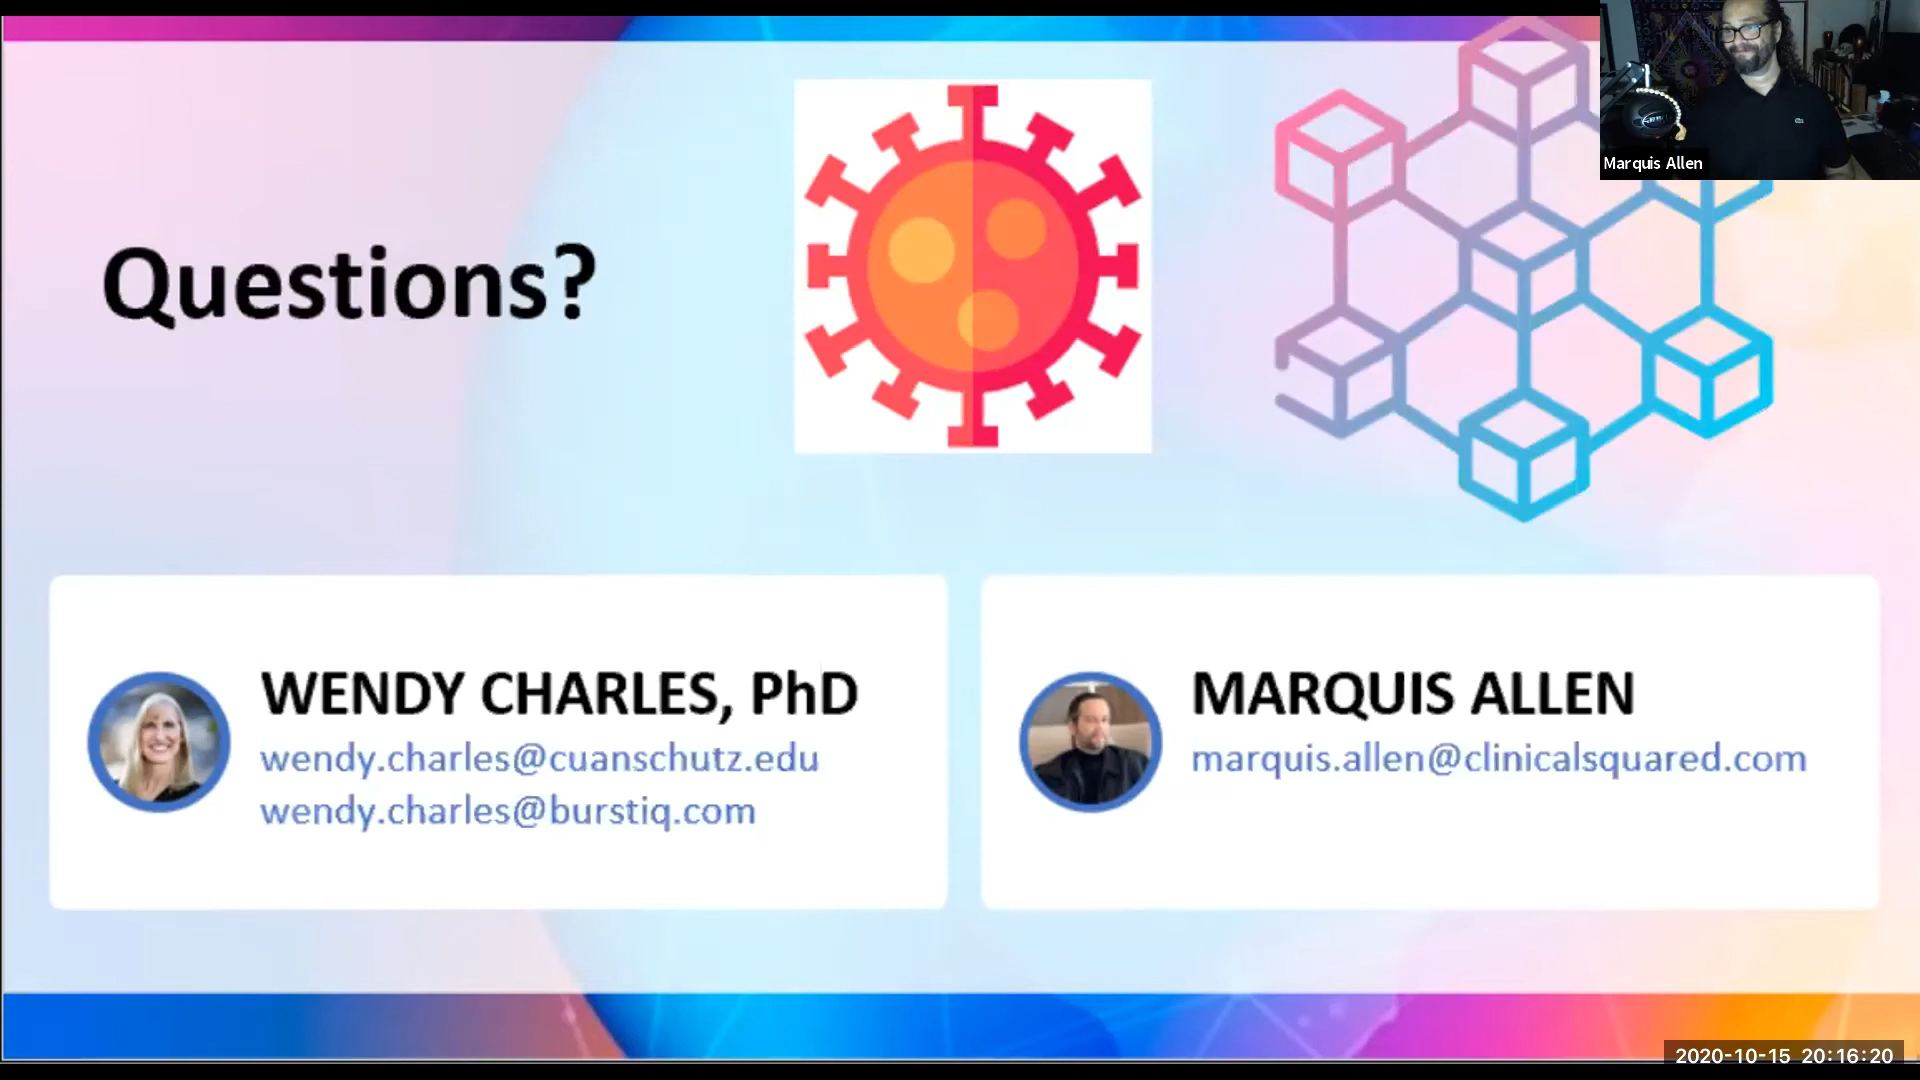 Marquis Allen
Questions?
WENDY CHARLES, PhD
wendy.charles@cuanschutz.edu
wendy.charles@burstiq.com
MARQUIS ALLEN
marquis.allen@clinicalsquared.com
2020-10-15 20:16:20